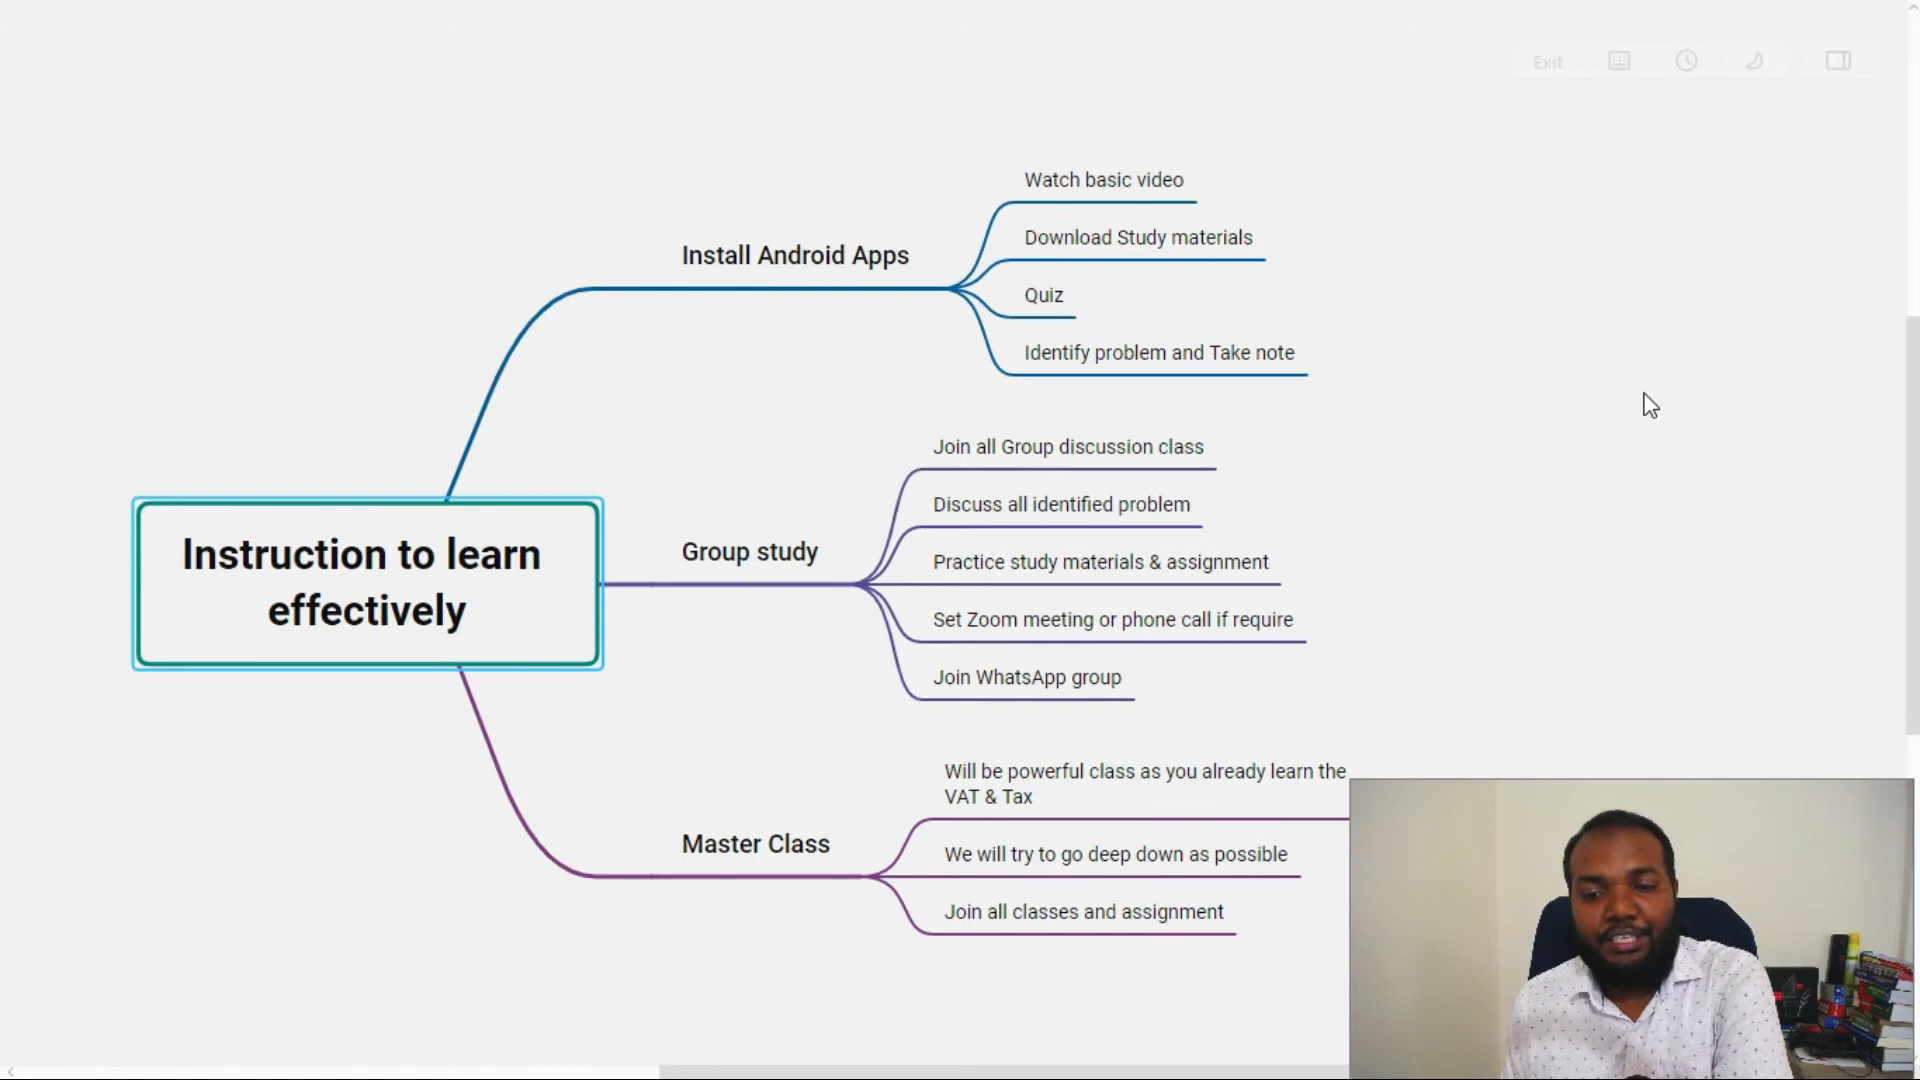 Exit
Watch basic video
Download Study materials
Install Android Apps
Quiz
Identify problem and Take note
Join all Group discussion class
Discuss all identified problem
Instruction to learn
effectively
Group study
Practice study materials & assignment
Set Zoom meeting or phone call if require
Join WhatsApp group
Will be powerful class as you already learn the
VAT & Tax
Master Class
We will try to go deep down as possible
Join all classes and assignment